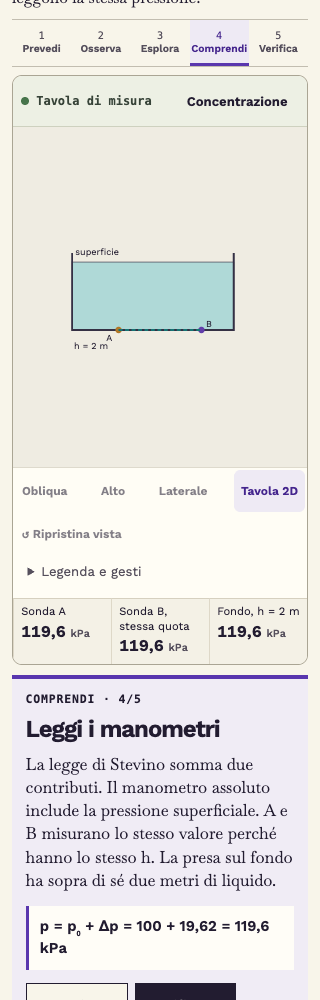 leggono la stessa pressione.
1 2 3 4 5
Prevedi Osserva Esplora Comprendi Verifica
Tavola di misura Concentrazione
superficie
B
A
h = 2 m
Obliqua Alto Laterale Tavola 2D
↺ Ripristina vista
▶ Legenda e gesti
Sonda A
119,6 kPa
Sonda B,
stessa quota
119,6 kPa
Fondo, h = 2 m
119,6 kPa
COMPRENDI · 4/5
Leggi i manometri
La legge di Stevino somma due
contributi. Il manometro assoluto
include la pressione superficiale. A e
B misurano lo stesso valore perché
hanno lo stesso h. La presa sul fondo
ha sopra di sé due metri di liquido.
p = p₀ + Δp = 100 + 19,62 = 119,6
kPa